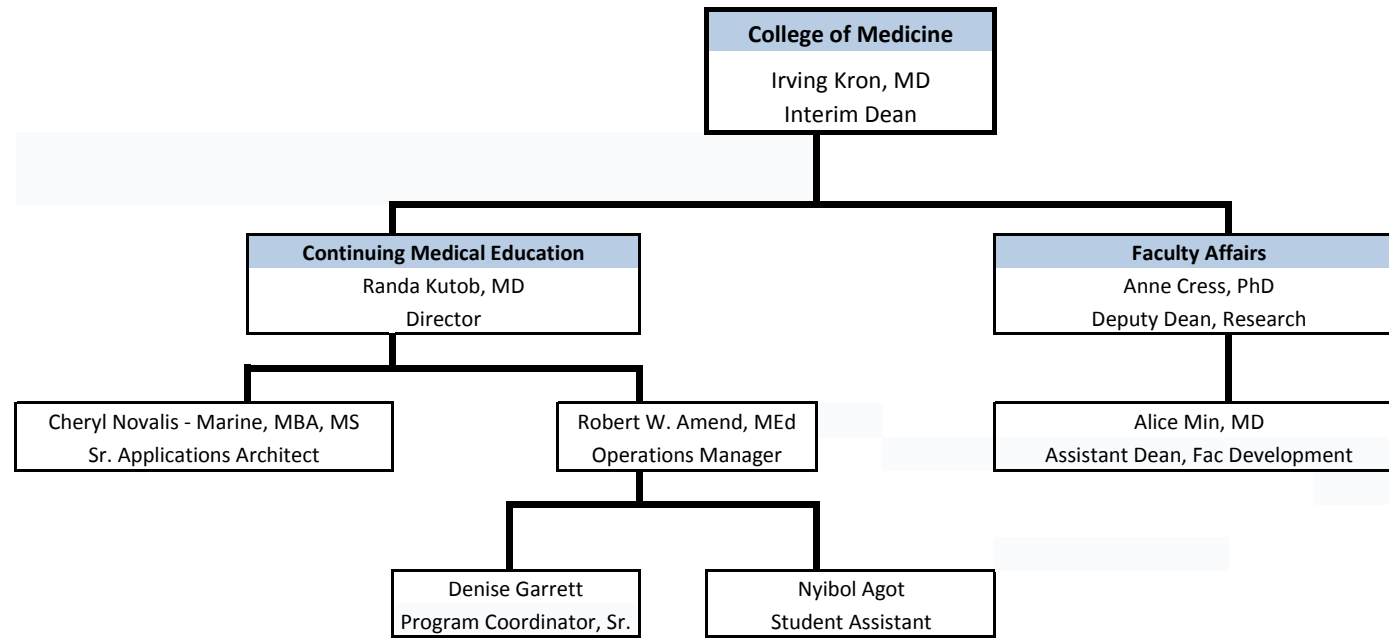 College of Medicine
Irving Kron, MD
Interim Dean
Continuing Medical Education
Randa Kutob, MD
Director
Faculty Affairs
Anne Cress, PhD
Deputy Dean, Research
Cheryl Novalis - Marine, MBA, MS
Sr. Applications Architect
Robert W. Amend, MEd
Operations Manager
Alice Min, MD
Assistant Dean, Fac Development
Denise Garrett
Program Coordinator, Sr.
Nyibol Agot
Student Assistant